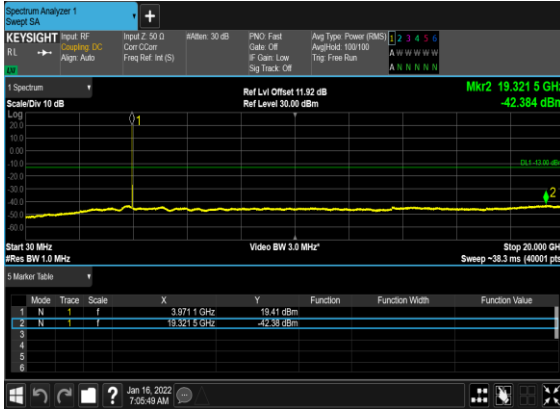 Spectrum Analyzer 1
Swept SA
+
KEYSIGHT
RL
Input: RF
Coupling: DC
Align: Auto
Input Z: 50 Ω
Corr CCorr
Freq Ref: Int (S)
#Atten: 30 dB
PNO: Fast
Gate: Off
IF Gain: Low
Sig Track: Off
Avg Type: Power (RMS)
Avg|Hold: 100/100
Trig: Free Run
1 2 3 4 5 6
A W W W W W
A N N N N N
1 Spectrum
Scale/Div 10 dB
Ref Lvl Offset 11.92 dB
Ref Level 30.00 dBm
Mkr2 19.321 5 GHz
-42.384 dBm
Log
20.0
10.0
0.00
-10.0
-20.0
-30.0
-40.0
-50.0
-60.0
1
DL1 -13.00 dBm
2
Start 30 MHz
#Res BW 1.0 MHz
Video BW 3.0 MHz*
Stop 20.000 GHz
Sweep ~38.3 ms (40001 pts)
5 Marker Table
Mode Trace Scale X Y Function Function Width Function Value
1 N 1 f 3.971 1 GHz 19.41 dBm
2 N 1 f 19.321 5 GHz -42.38 dBm
3
4
5
6
?
Jan 16, 2022
7:05:49 AM